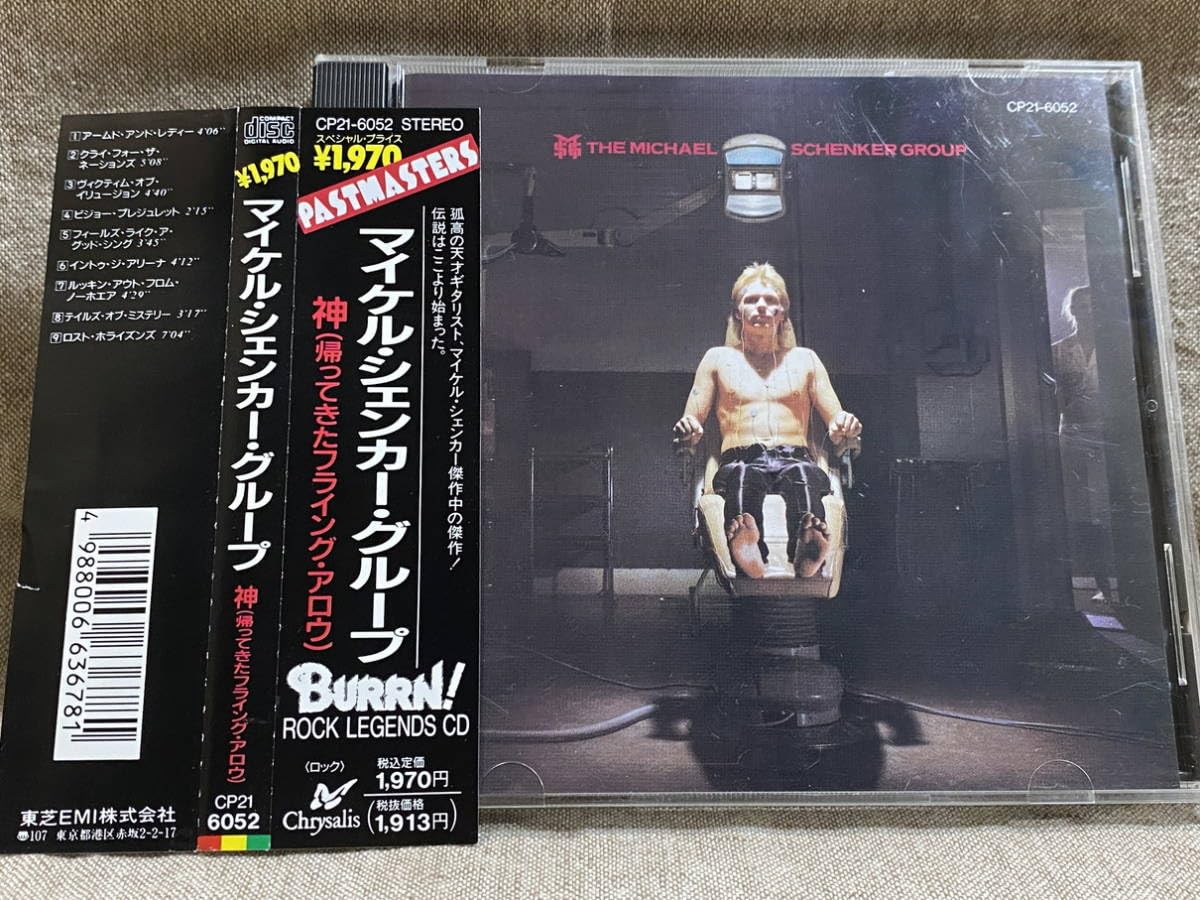 1 アームド・アンド・レディー 4'06"
2 クライ・フォー・ザ・
ネーションズ 5'08"
3 ヴィクティム・オブ・
イリュージョン 4'40"
4 ビジョー・プレジュレット 2'15"
5 フィールズ・ライク・ア・
グッド・シング 3'45"
6 イントゥ・ジ・アリーナ 4'12"
7 ルッキン・アウト・フロム・
ノーホエア 4'29"
8 テイルズ・オブ・ミステリー 3'17"
9 ロスト・ホライズンズ 7'04"
4 988006 636781
東芝EMI株式会社
〠107 東京都港区赤坂2-2-17
COMPACT
disc
DIGITAL AUDIO
¥1,970
マイケル・シェンカー・グループ
神(帰ってきたフライング・アロウ)
CP21
6052
CP21-6052 STEREO
スペシャル・プライス
¥1,970
PASTMASTERS
孤高の天才ギタリスト、マイケル・シェンカー傑作中の傑作!
伝説はここより始まった。
マイケル・シェンカー・グループ
神(帰ってきたフライング・アロウ)
BURRN!
ROCK LEGENDS CD
〈ロック〉
Chrysalis
税込定価
1,970円
(税抜価格
1,913円)
CP21-6052
MSG THE MICHAEL SCHENKER GROUP